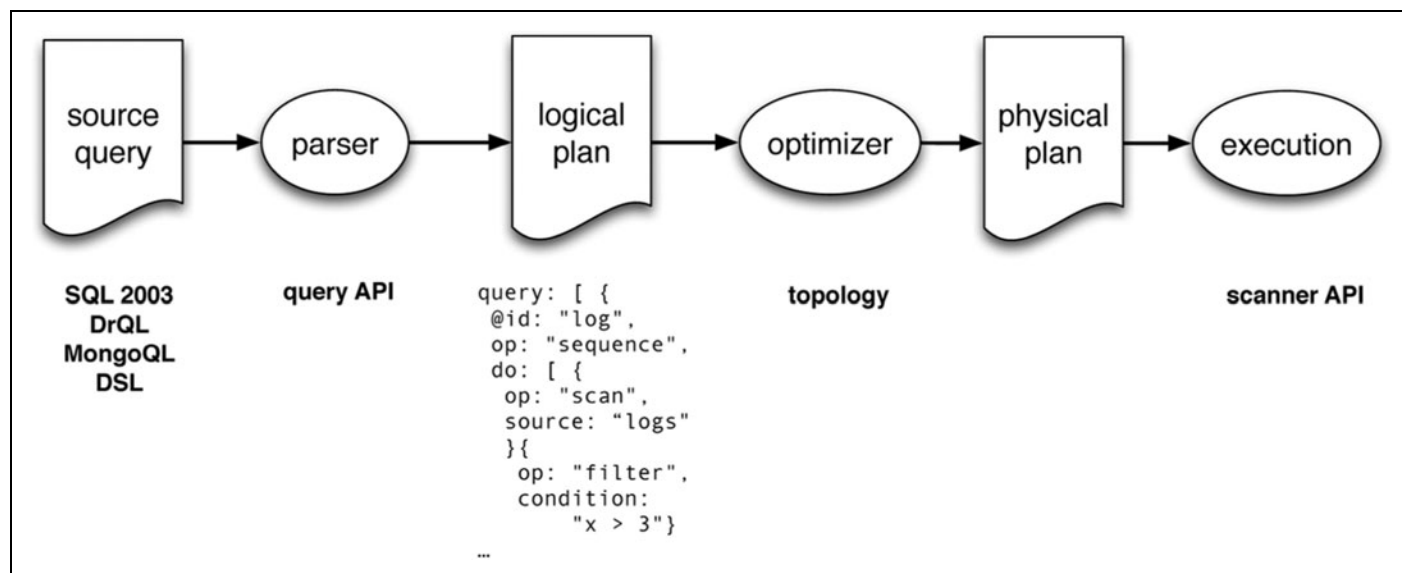 source
query
parser
logical
plan
optimizer
physical
plan
execution
SQL 2003
DrQL
MongoQL
DSL
query API
query: [ {
@id: "log",
op: "sequence",
do: [ {
op: "scan",
source: “logs"
}{
op: "filter",
condition:
"x > 3"}
…
topology
scanner API